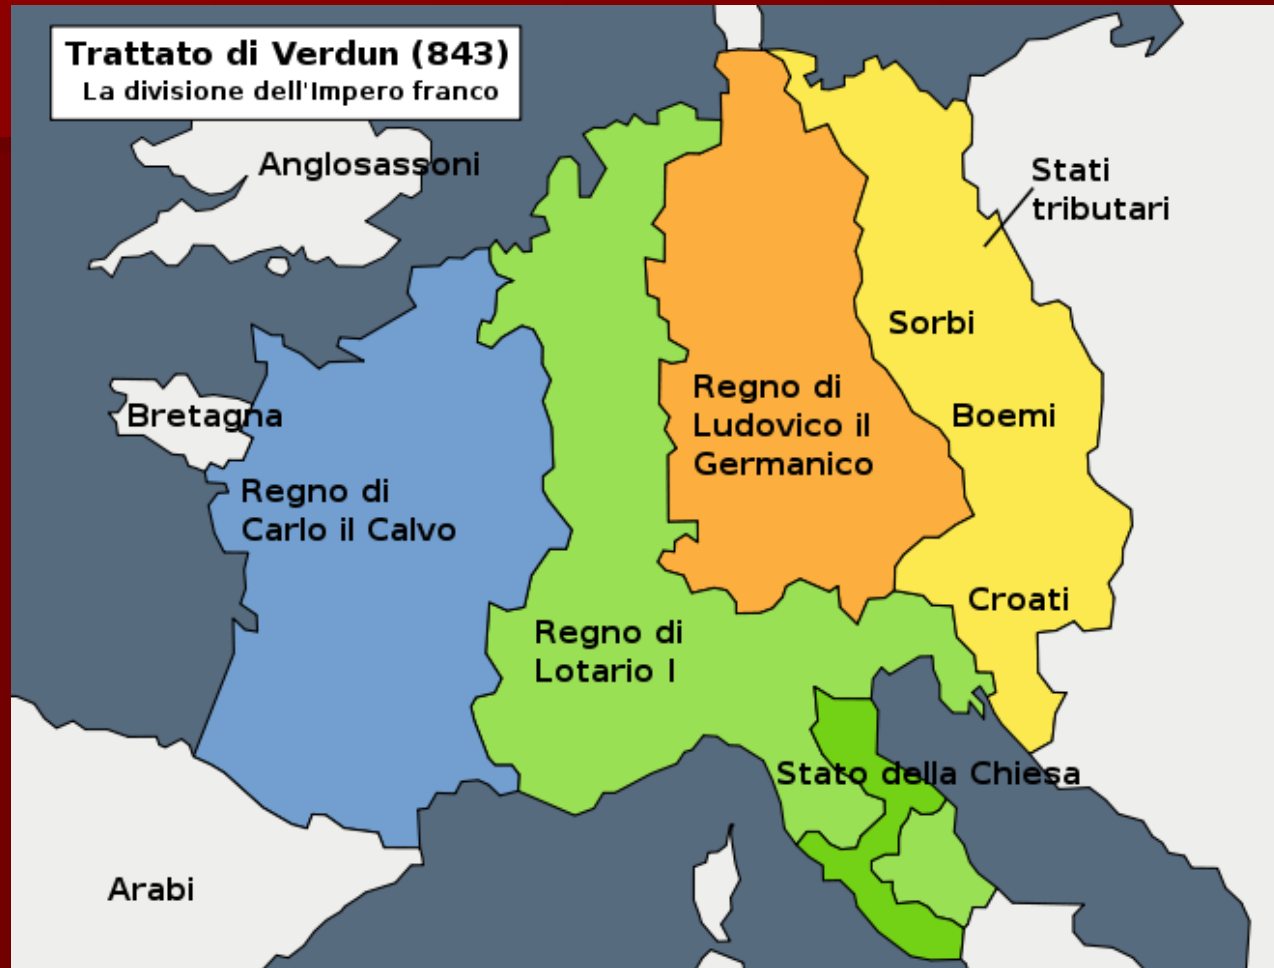 Trattato di Verdun (843)
La divisione dell'Impero franco
Anglosassoni
Stati
tributari
Sorbi
Bretagna
Regno di
Ludovico il
Germanico
Boemi
Regno di
Carlo il Calvo
Croati
Regno di
Lotario I
Stato della Chiesa
Arabi